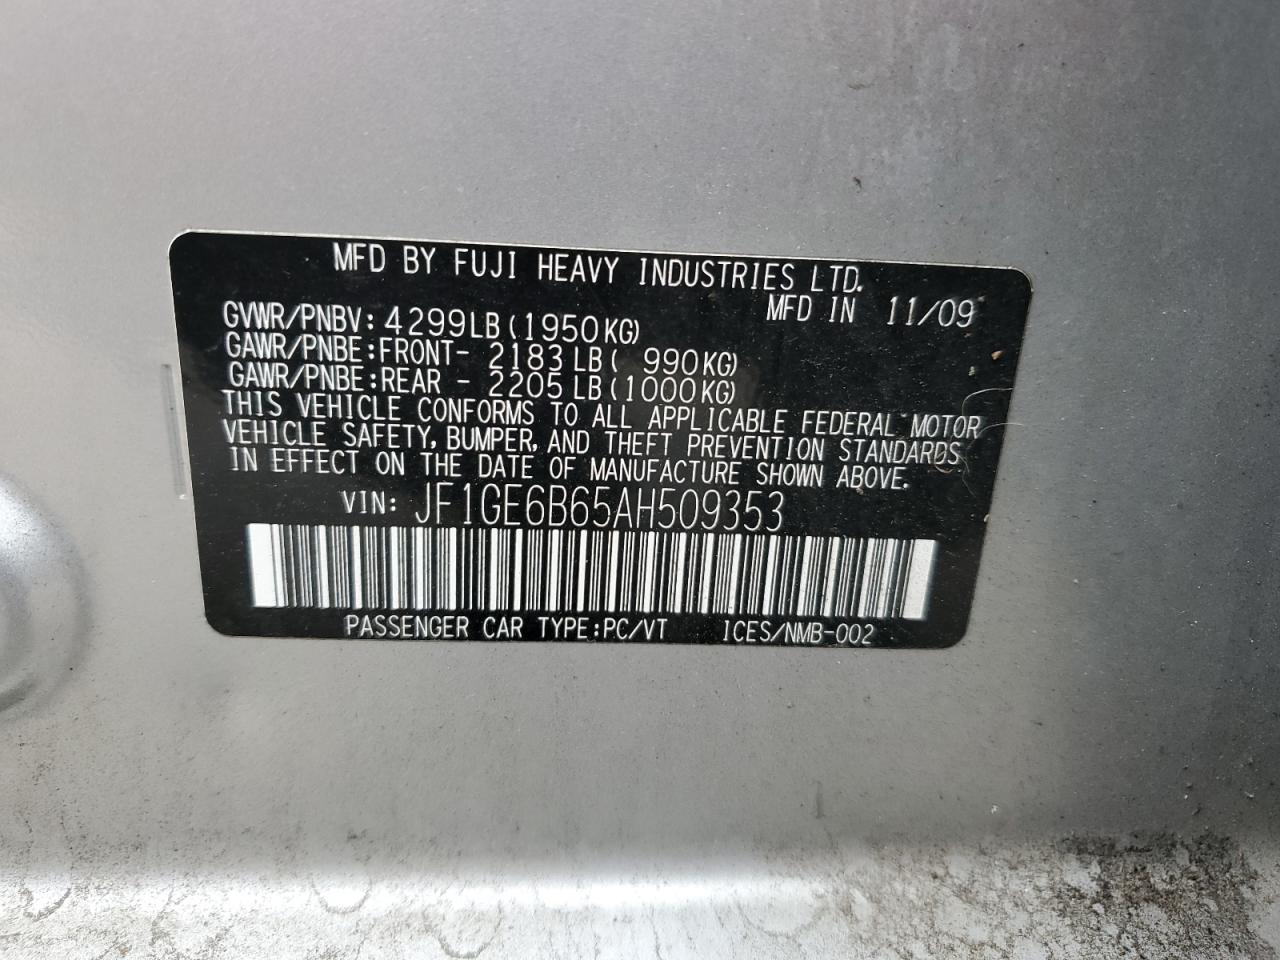 MFD BY FUJI HEAVY INDUSTRIES LTD.
MFD IN 11/09
GVWR/PNBV: 4299LB(1950KG)
GAWR/PNBE:FRONT- 2183LB( 990KG)
GAWR/PNBE:REAR - 2205LB(1000KG)
THIS VEHICLE CONFORMS TO ALL APPLICABLE FEDERAL MOTOR
VEHICLE SAFETY, BUMPER, AND THEFT PREVENTION STANDARDS
IN EFFECT ON THE DATE OF MANUFACTURE SHOWN ABOVE.
VIN: JF1GE6B65AH509353
PASSENGER CAR TYPE:PC/VT ICES/NMB-002